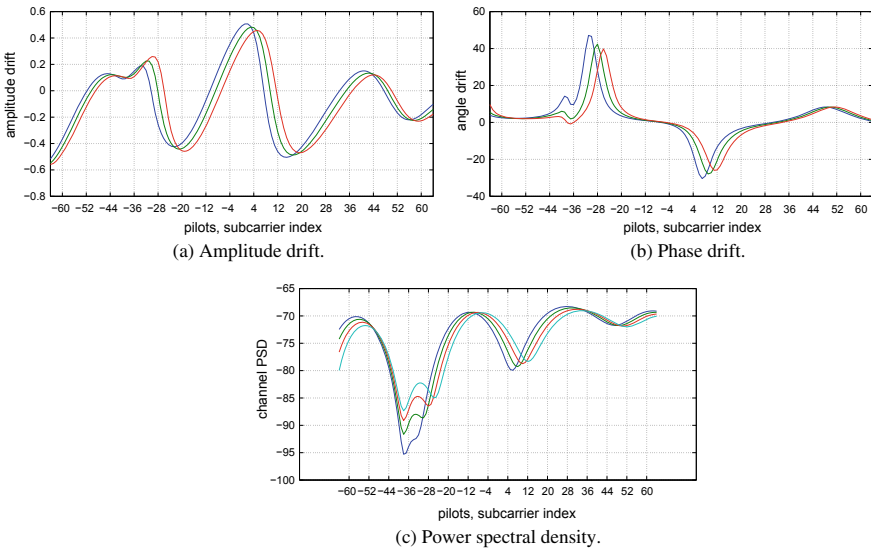 0.6
0.4
0.2
0
−0.2
−0.4
−0.6
0.8
amplitude drift
−60 −52 −44 −36 −28 −20 −12 −4 4 12 20 28 36 44 52 60
pilots, subcarrier index
(a) Amplitude drift.
60
40
20
0
−20
−40
angle drift
−60 −52 −44 −36 −28 −20 −12 −4 4 12 20 28 36 44 52 60
pilots, subcarrier index
(b) Phase drift.
−65
−70
−75
−80
−85
−90
−95
−100
channel PSD
−60 −52 −44 −36 −28 −20 −12 −4 4 12 20 28 36 44 52 60
pilots, subcarrier index
(c) Power spectral density.